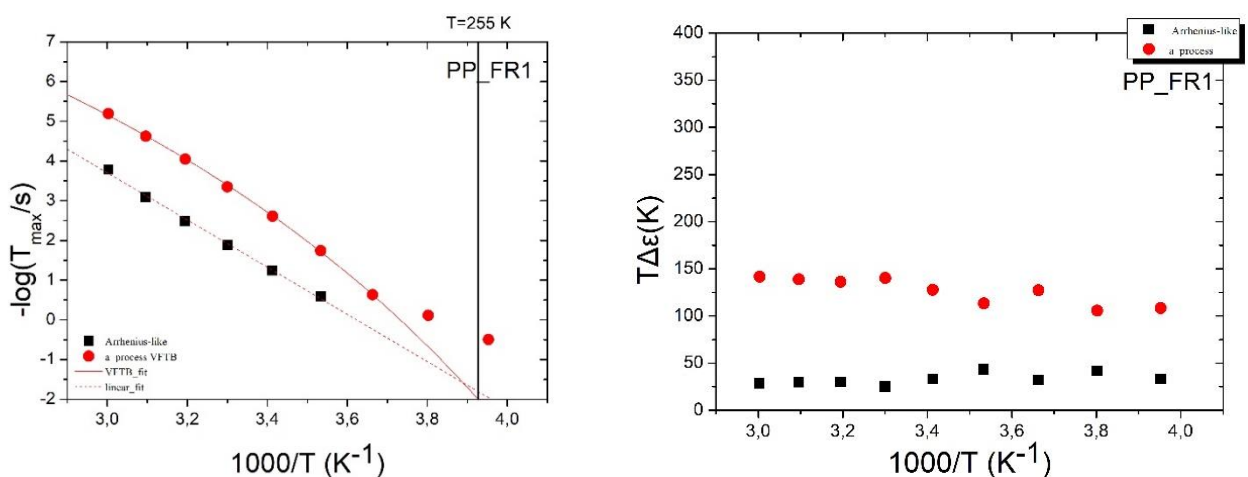 T=255 K
PP_FR1
-log(T_max/s)
7
6
5
4
3
2
1
0
-1
-2
Arrhenius-like
a process VFTB
VFTB_fit
linear_fit
3,0 3,2 3,4 3,6 3,8 4,0
1000/T (K⁻¹)
Arrhenius-like
a process
PP_FR1
TΔε(K)
400
350
300
250
200
150
100
50
0
3,0 3,2 3,4 3,6 3,8 4,0
1000/T (K⁻¹)